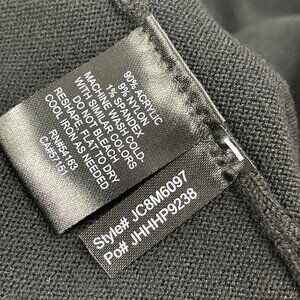 90% ACRYLIC
9% NYLON
1% SPANDEX
MACHINE WASH COLD-
WITH SIMILAR COLORS
DO NOT BLEACH
RESHAPE, FLAT TO DRY
COOL IRON AS NEEDED
RN#54163
CA#57151
Style# JC8M6097
Po# JHHHP9238